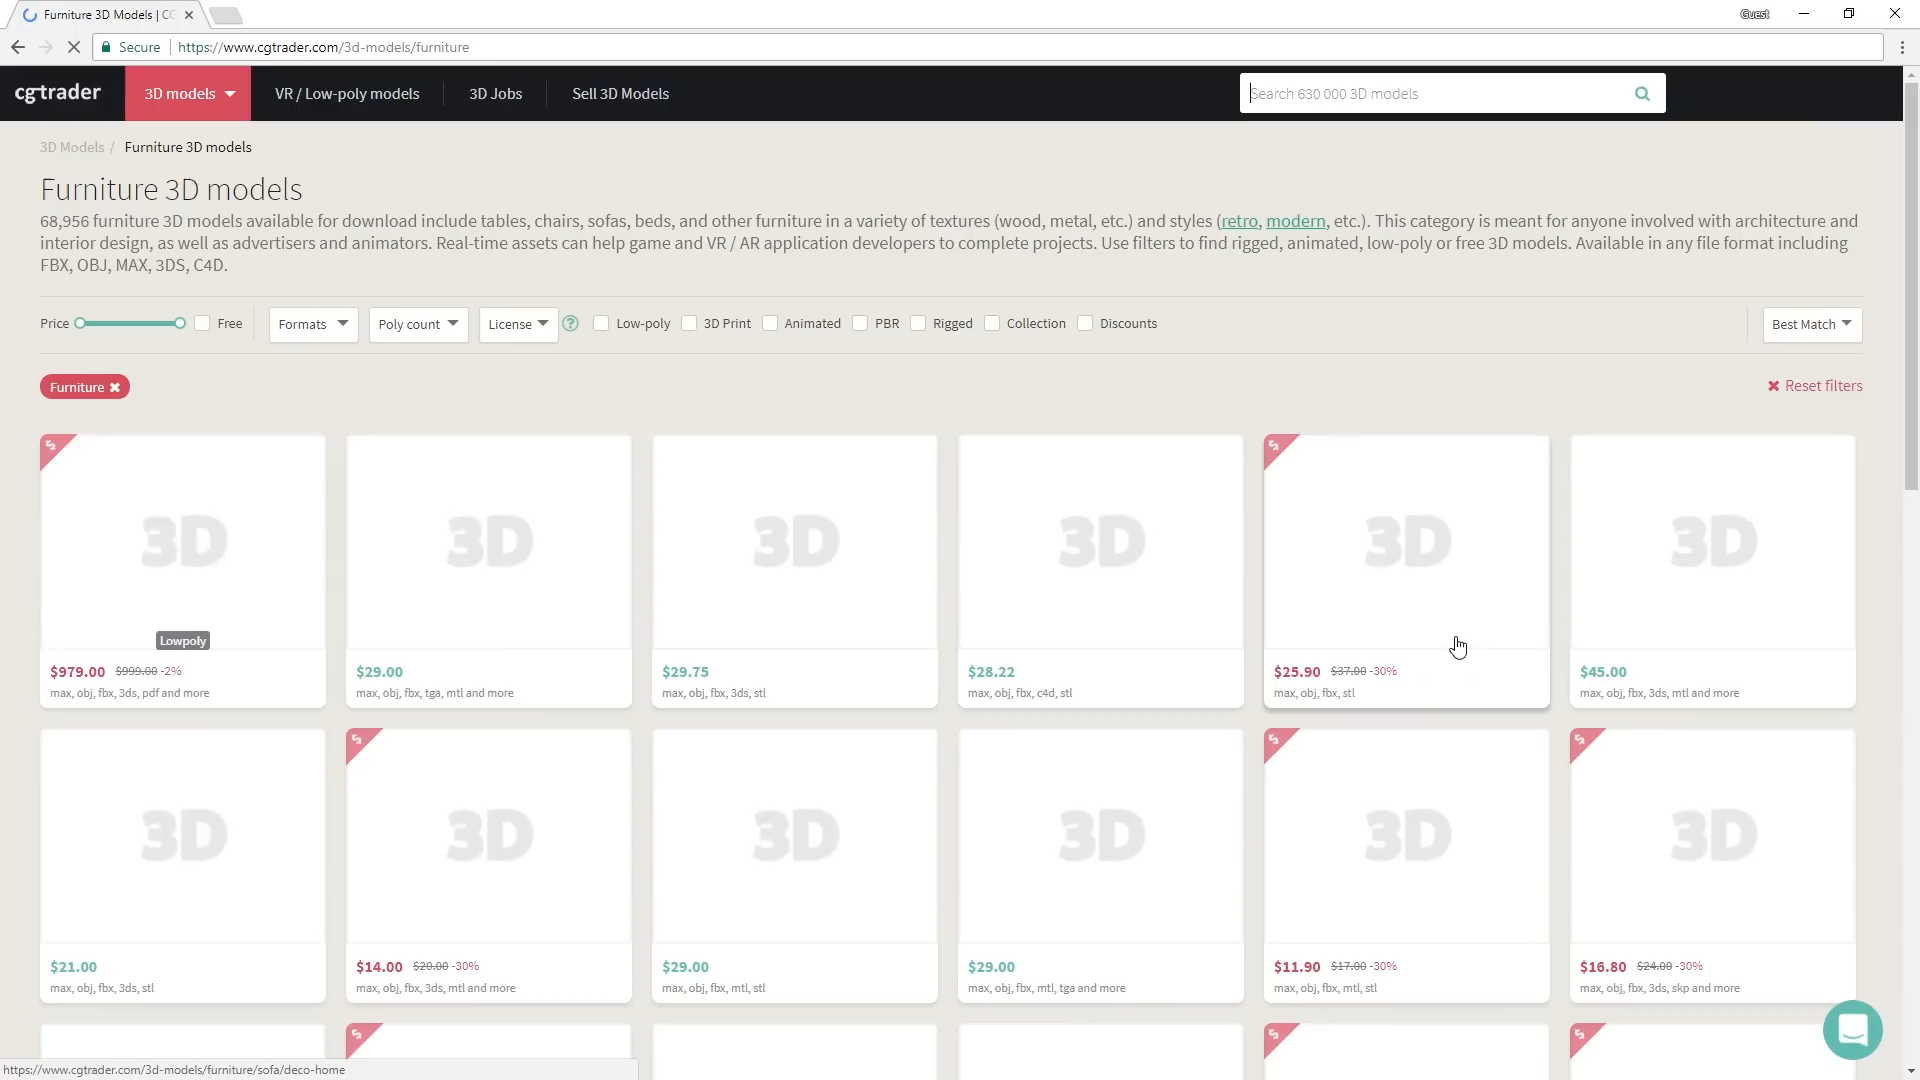 Furniture 3D Models | CG
Guest
Secure
https://www.cgtrader.com/3d-models/furniture
cgtrader
3D models
VR / Low-poly models
3D Jobs
Sell 3D Models
Search 630 000 3D models
3D Models / Furniture 3D models
Furniture 3D models
68,956 furniture 3D models available for download include tables, chairs, sofas, beds, and other furniture in a variety of textures (wood, metal, etc.) and styles (retro, modern, etc.). This category is meant for anyone involved with architecture and
interior design, as well as advertisers and animators. Real-time assets can help game and VR / AR application developers to complete projects. Use filters to find rigged, animated, low-poly or free 3D models. Available in any file format including
FBX, OBJ, MAX, 3DS, C4D.
Price
Free
Formats
Poly count
License
?
Low-poly
3D Print
Animated
PBR
Rigged
Collection
Discounts
Best Match
Furniture
Reset filters
3D
3D
3D
3D
3D
3D
Lowpoly
$979.00 $999.00 -2%
max, obj, fbx, 3ds, pdf and more
$29.00
max, obj, fbx, tga, mtl and more
$29.75
max, obj, fbx, 3ds, stl
$28.22
max, obj, fbx, c4d, stl
$25.90 $37.00 -30%
max, obj, fbx, stl
$45.00
max, obj, fbx, 3ds, mtl and more
3D
3D
3D
3D
3D
3D
$21.00
max, obj, fbx, 3ds, stl
$14.00 $20.00 -30%
max, obj, fbx, 3ds, mtl and more
$29.00
max, obj, fbx, mtl, stl
$29.00
max, obj, fbx, mtl, tga and more
$11.90 $17.00 -30%
max, obj, fbx, mtl, stl
$16.80 $24.00 -30%
max, obj, fbx, 3ds, skp and more
https://www.cgtrader.com/3d-models/furniture/sofa/deco-home